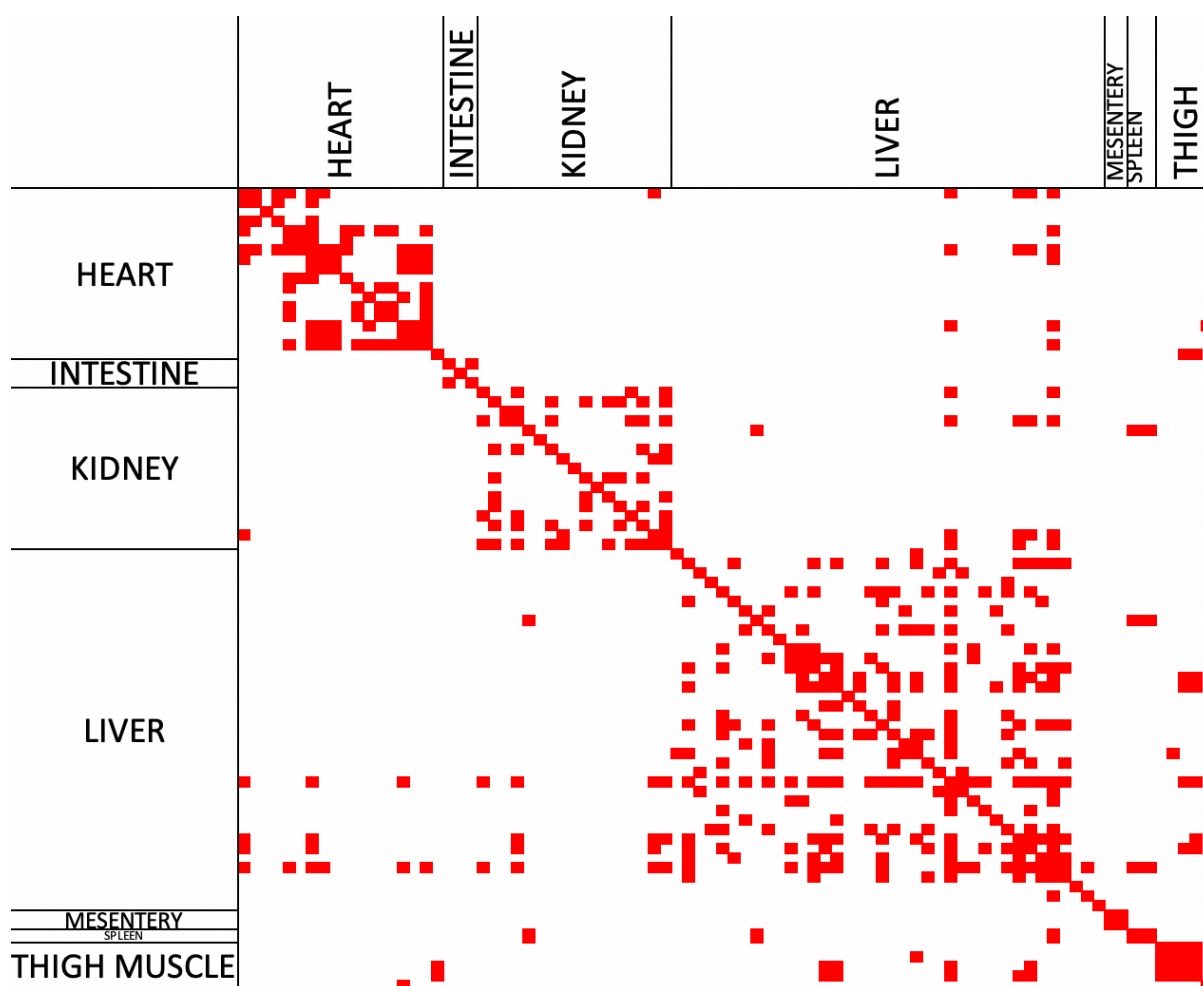 HEART
INTESTINE
KIDNEY
LIVER
MESENTERY
SPLEEN
THIGH
HEART
INTESTINE
KIDNEY
LIVER
MESENTERY
SPLEEN
THIGH MUSCLE